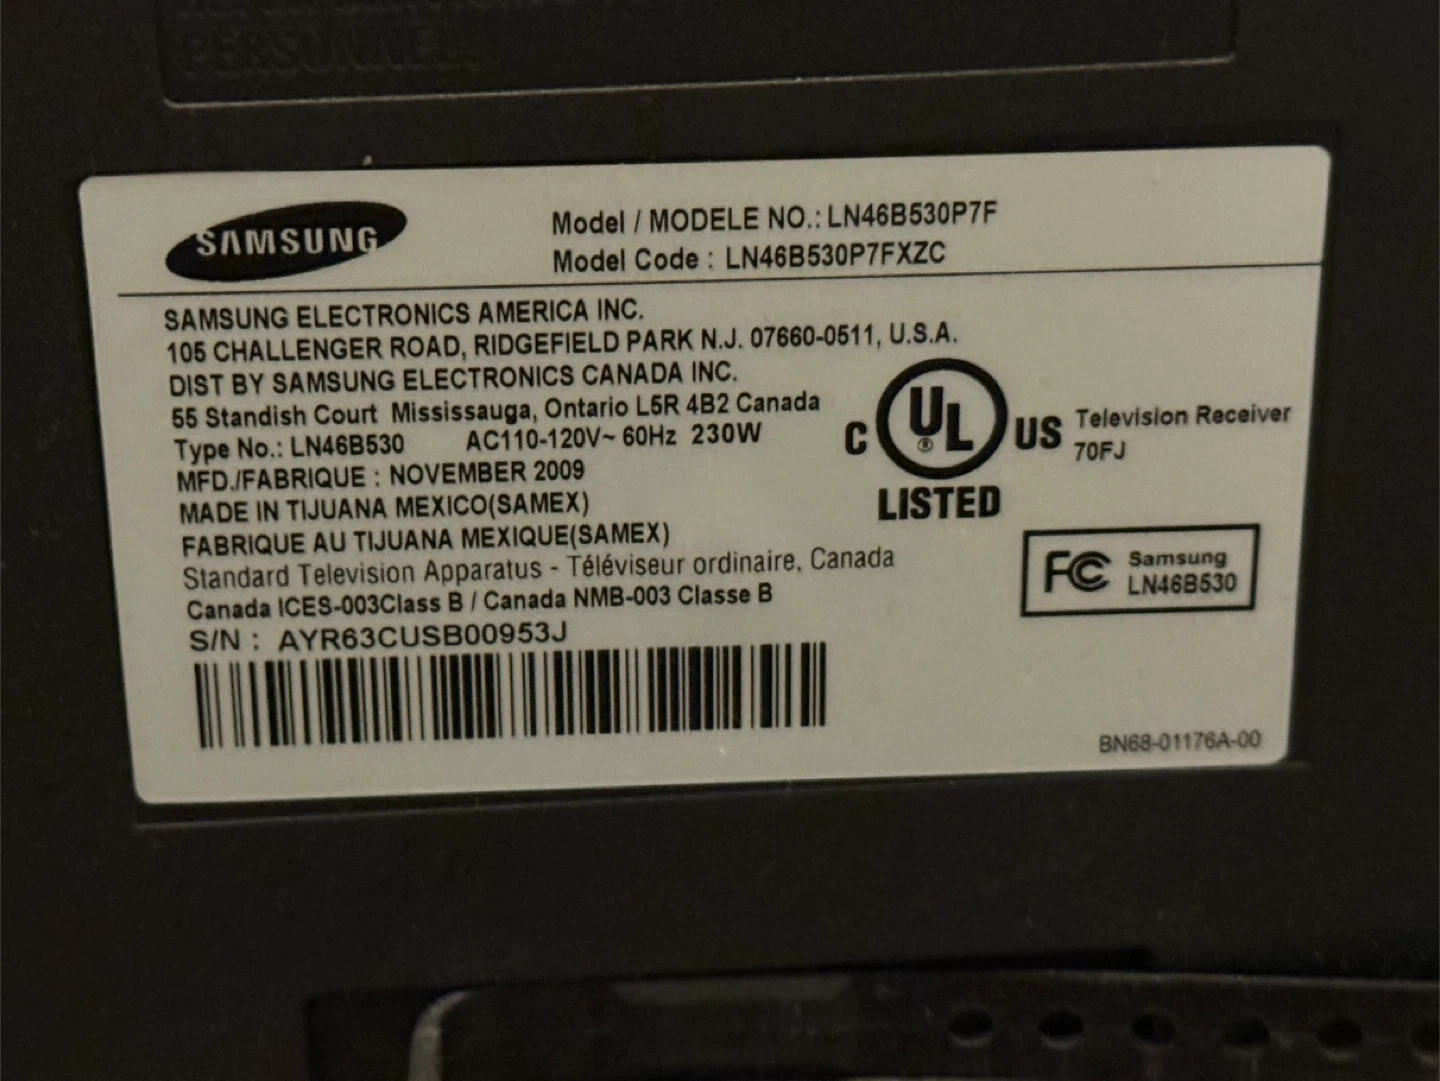 PERSONNEL.
SAMSUNG
Model / MODELE NO.: LN46B530P7F
Model Code : LN46B530P7FXZC
SAMSUNG ELECTRONICS AMERICA INC.
105 CHALLENGER ROAD, RIDGEFIELD PARK N.J. 07660-0511, U.S.A.
DIST BY SAMSUNG ELECTRONICS CANADA INC.
55 Standish Court Mississauga, Ontario L5R 4B2 Canada
Type No.: LN46B530 AC110-120V~ 60Hz 230W
MFD./FABRIQUE : NOVEMBER 2009
MADE IN TIJUANA MEXICO(SAMEX)
FABRIQUE AU TIJUANA MEXIQUE(SAMEX)
Standard Television Apparatus - Téléviseur ordinaire, Canada
Canada ICES-003Class B / Canada NMB-003 Classe B
S/N : AYR63CUSB00953J
C UL ® US
LISTED
Television Receiver
70FJ
FC Samsung
LN46B530
BN68-01176A-00